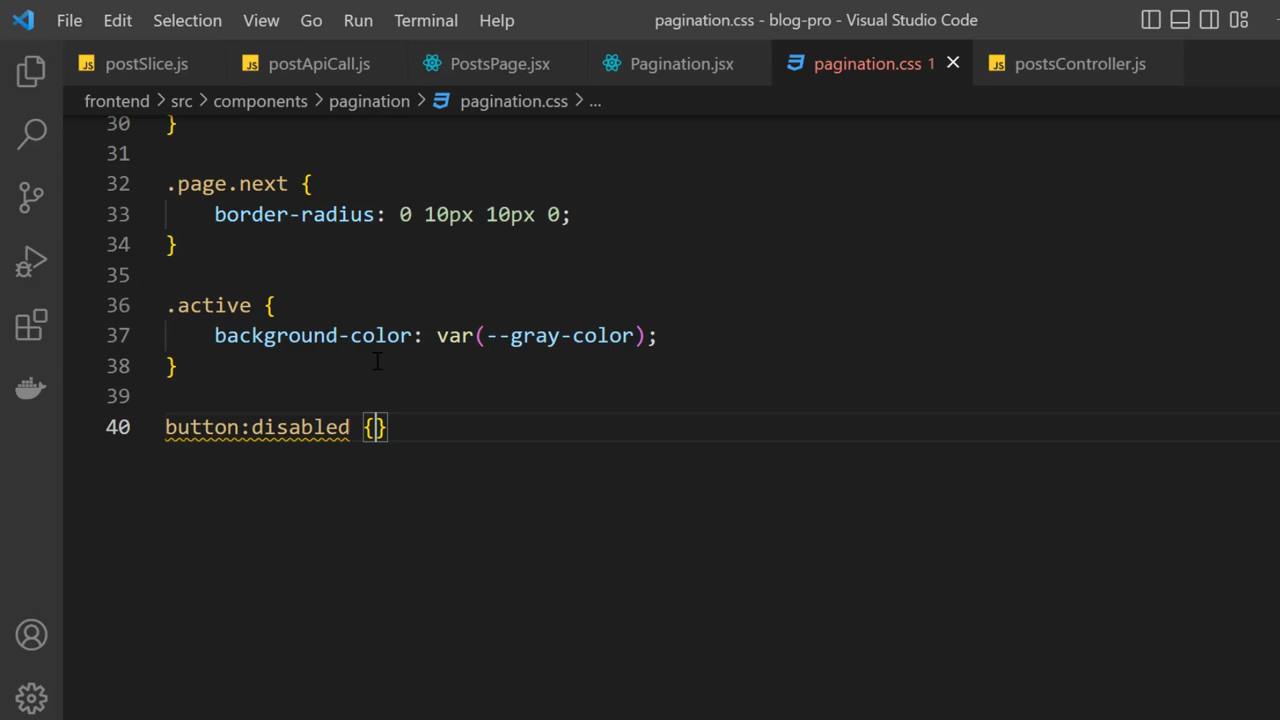 File Edit Selection View Go Run Terminal Help pagination.css - blog-pro - Visual Studio Code
JS postSlice.js JS postApiCall.js PostsPage.jsx Pagination.jsx pagination.css 1 JS postsController.js
frontend > src > components > pagination > pagination.css > ...
30 }
31
32 .page.next {
33 border-radius: 0 10px 10px 0;
34 }
35
36 .active {
37 background-color: var(--gray-color);
38 }
39
40 button:disabled {}